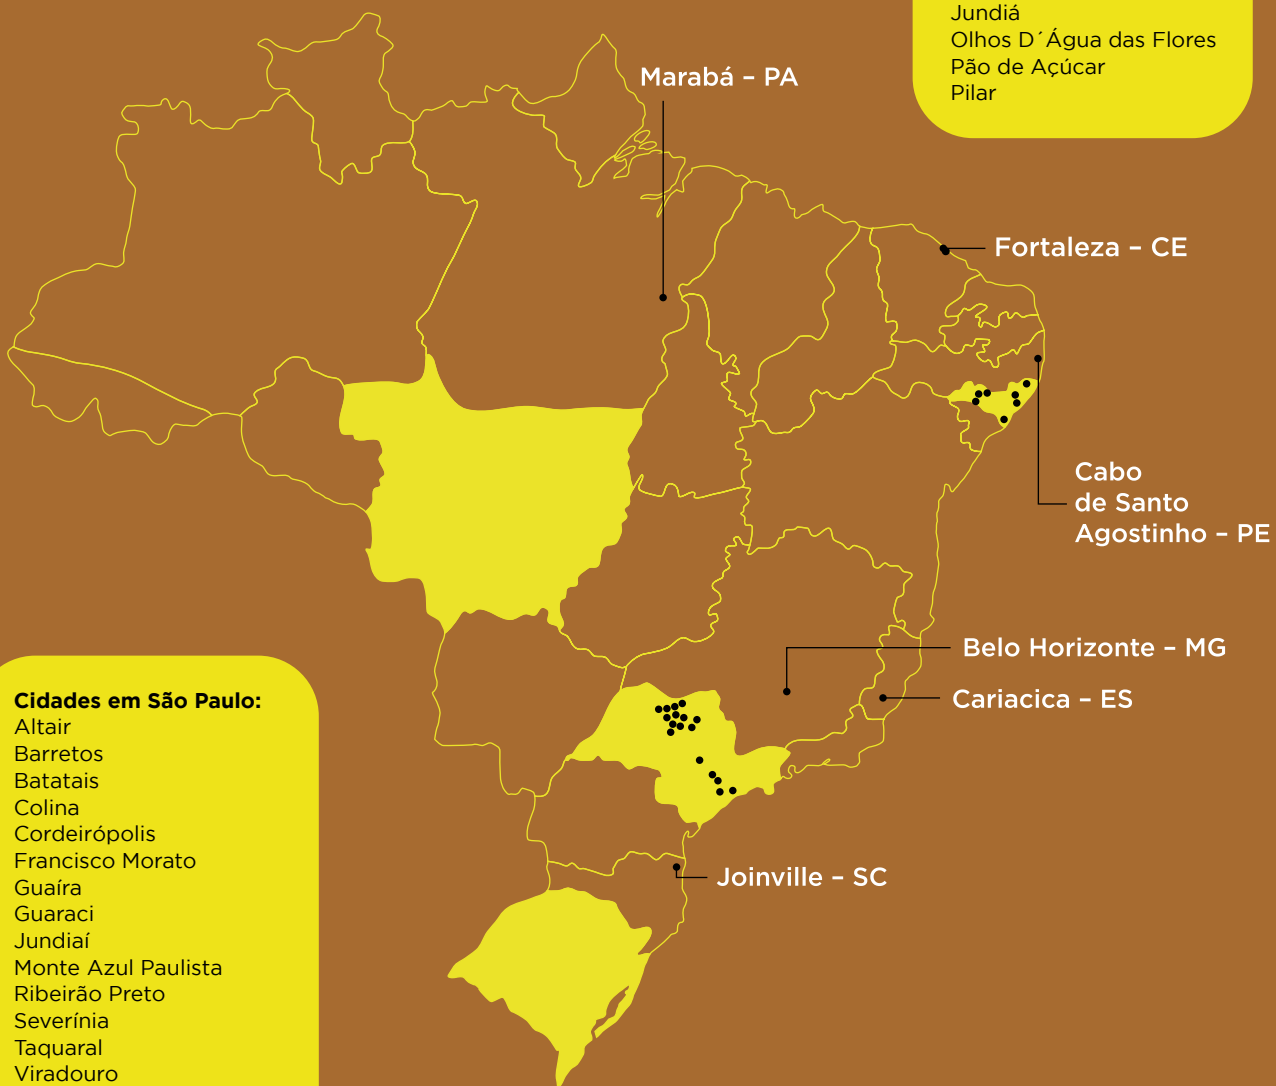 Jundiá
Olhos D´Água das Flores
Pão de Açúcar
Pilar
Marabá – PA
Fortaleza – CE
Cabo
de Santo
Agostinho – PE
Belo Horizonte – MG
Cariacica – ES
Joinville – SC
Cidades em São Paulo:
Altair
Barretos
Batatais
Colina
Cordeirópolis
Francisco Morato
Guaíra
Guaraci
Jundiaí
Monte Azul Paulista
Ribeirão Preto
Severínia
Taquaral
Viradouro